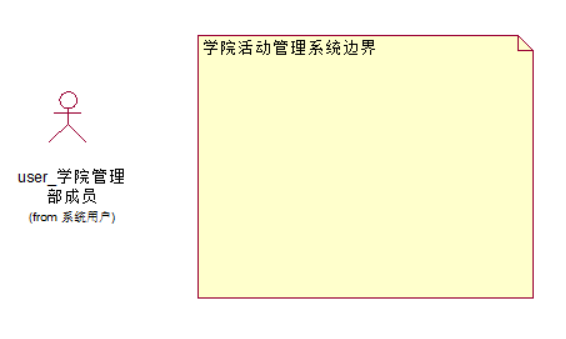 学院活动管理系统边界
user_学院管理
部成员
(from 系统用户)